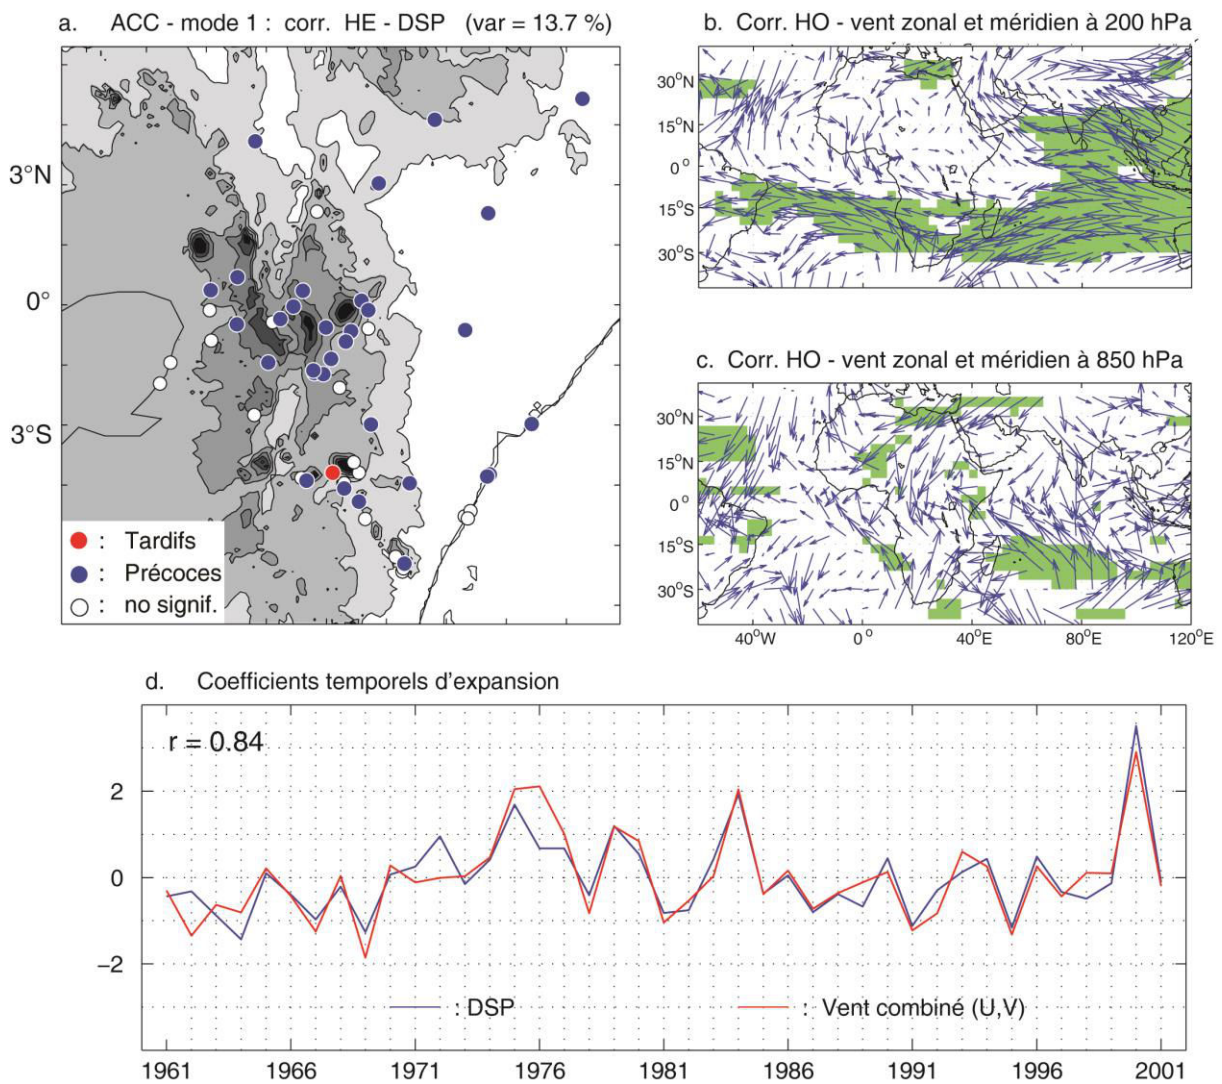 a. ACC - mode 1 : corr. HE - DSP (var = 13.7 %)
3°N
0°
3°S
: Tardifs
: Précoces
: no signif.
b. Corr. HO - vent zonal et méridien à 200 hPa
30°N
15°N
0°
15°S
30°S
c. Corr. HO - vent zonal et méridien à 850 hPa
30°N
15°N
0°
15°S
30°S
40°W 0° 40°E 80°E 120°E
d. Coefficients temporels d'expansion
r = 0.84
2
0
−2
: DSP : Vent combiné (U,V)
1961 1966 1971 1976 1981 1986 1991 1996 2001